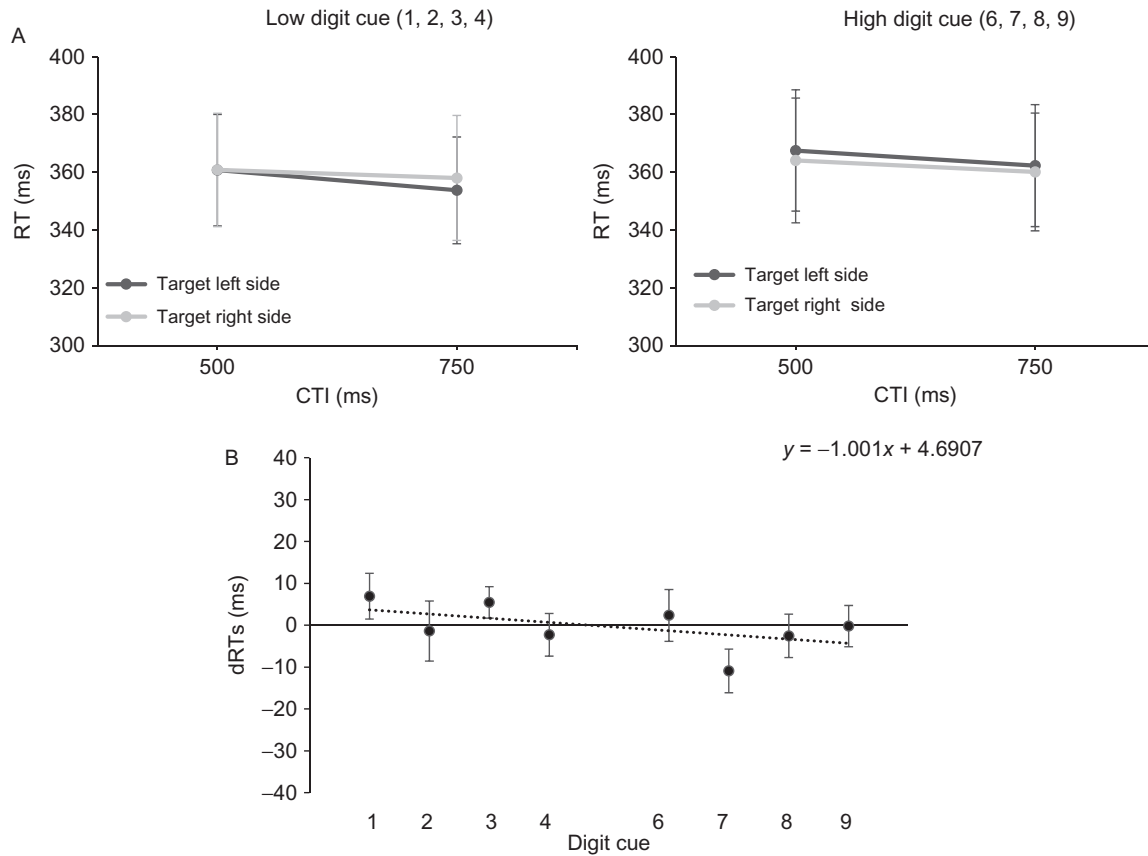 A
Low digit cue (1, 2, 3, 4)
400
380
360
340
320
300
RT (ms)
Target left side
Target right side
500
750
CTI (ms)
High digit cue (6, 7, 8, 9)
400
380
360
340
320
300
RT (ms)
Target left side
Target right side
500
750
CTI (ms)
B
y = −1.001x + 4.6907
40
30
20
10
0
−10
−20
−30
−40
dRTs (ms)
1 2 3 4 6 7 8 9
Digit cue